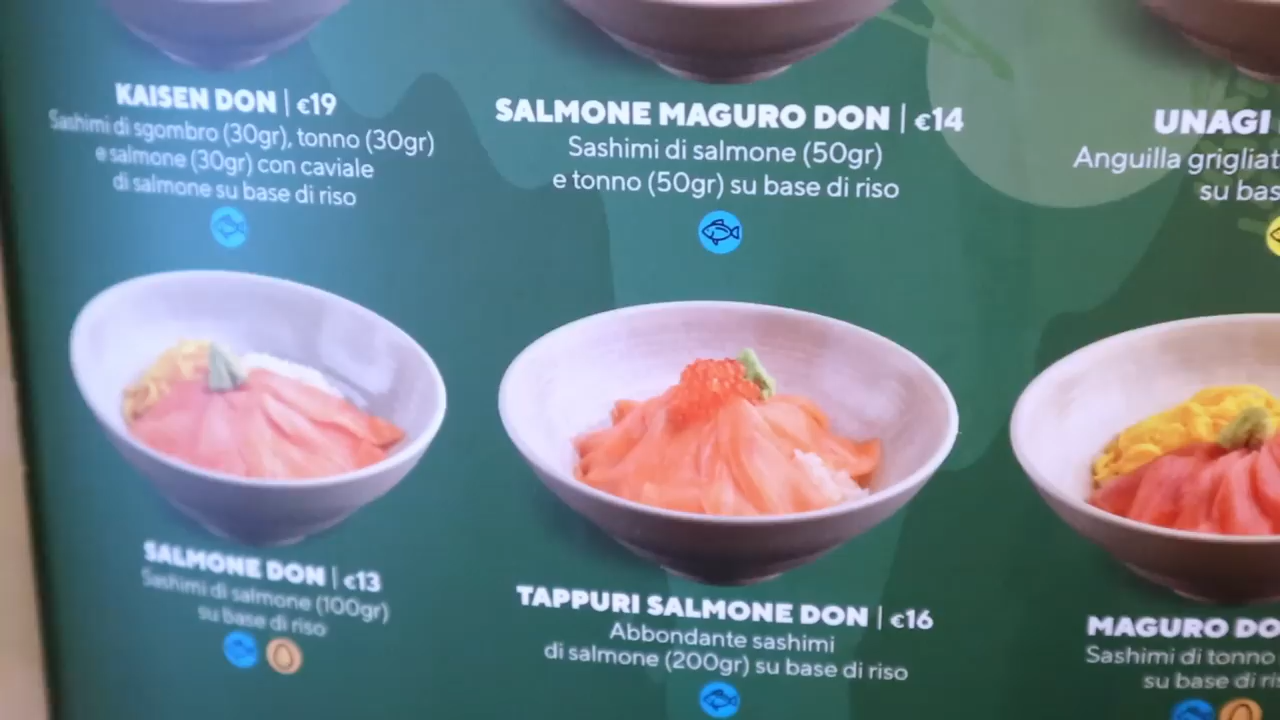 KAISEN DON | €19
Sashimi di sgombro (30gr), tonno (30gr)
e salmone (30gr) con caviale
di salmone su base di riso
SALMONE MAGURO DON | €14
Sashimi di salmone (50gr)
e tonno (50gr) su base di riso
UNAGI
Anguilla
su
SALMONE DON | €13
Sashimi di salmone (100gr)
su base di riso
TAPPURI SALMONE DON | €16
Abbondante sashimi
di salmone (200gr) su base di riso
MAGURO
Sashimi di tonno
su base di